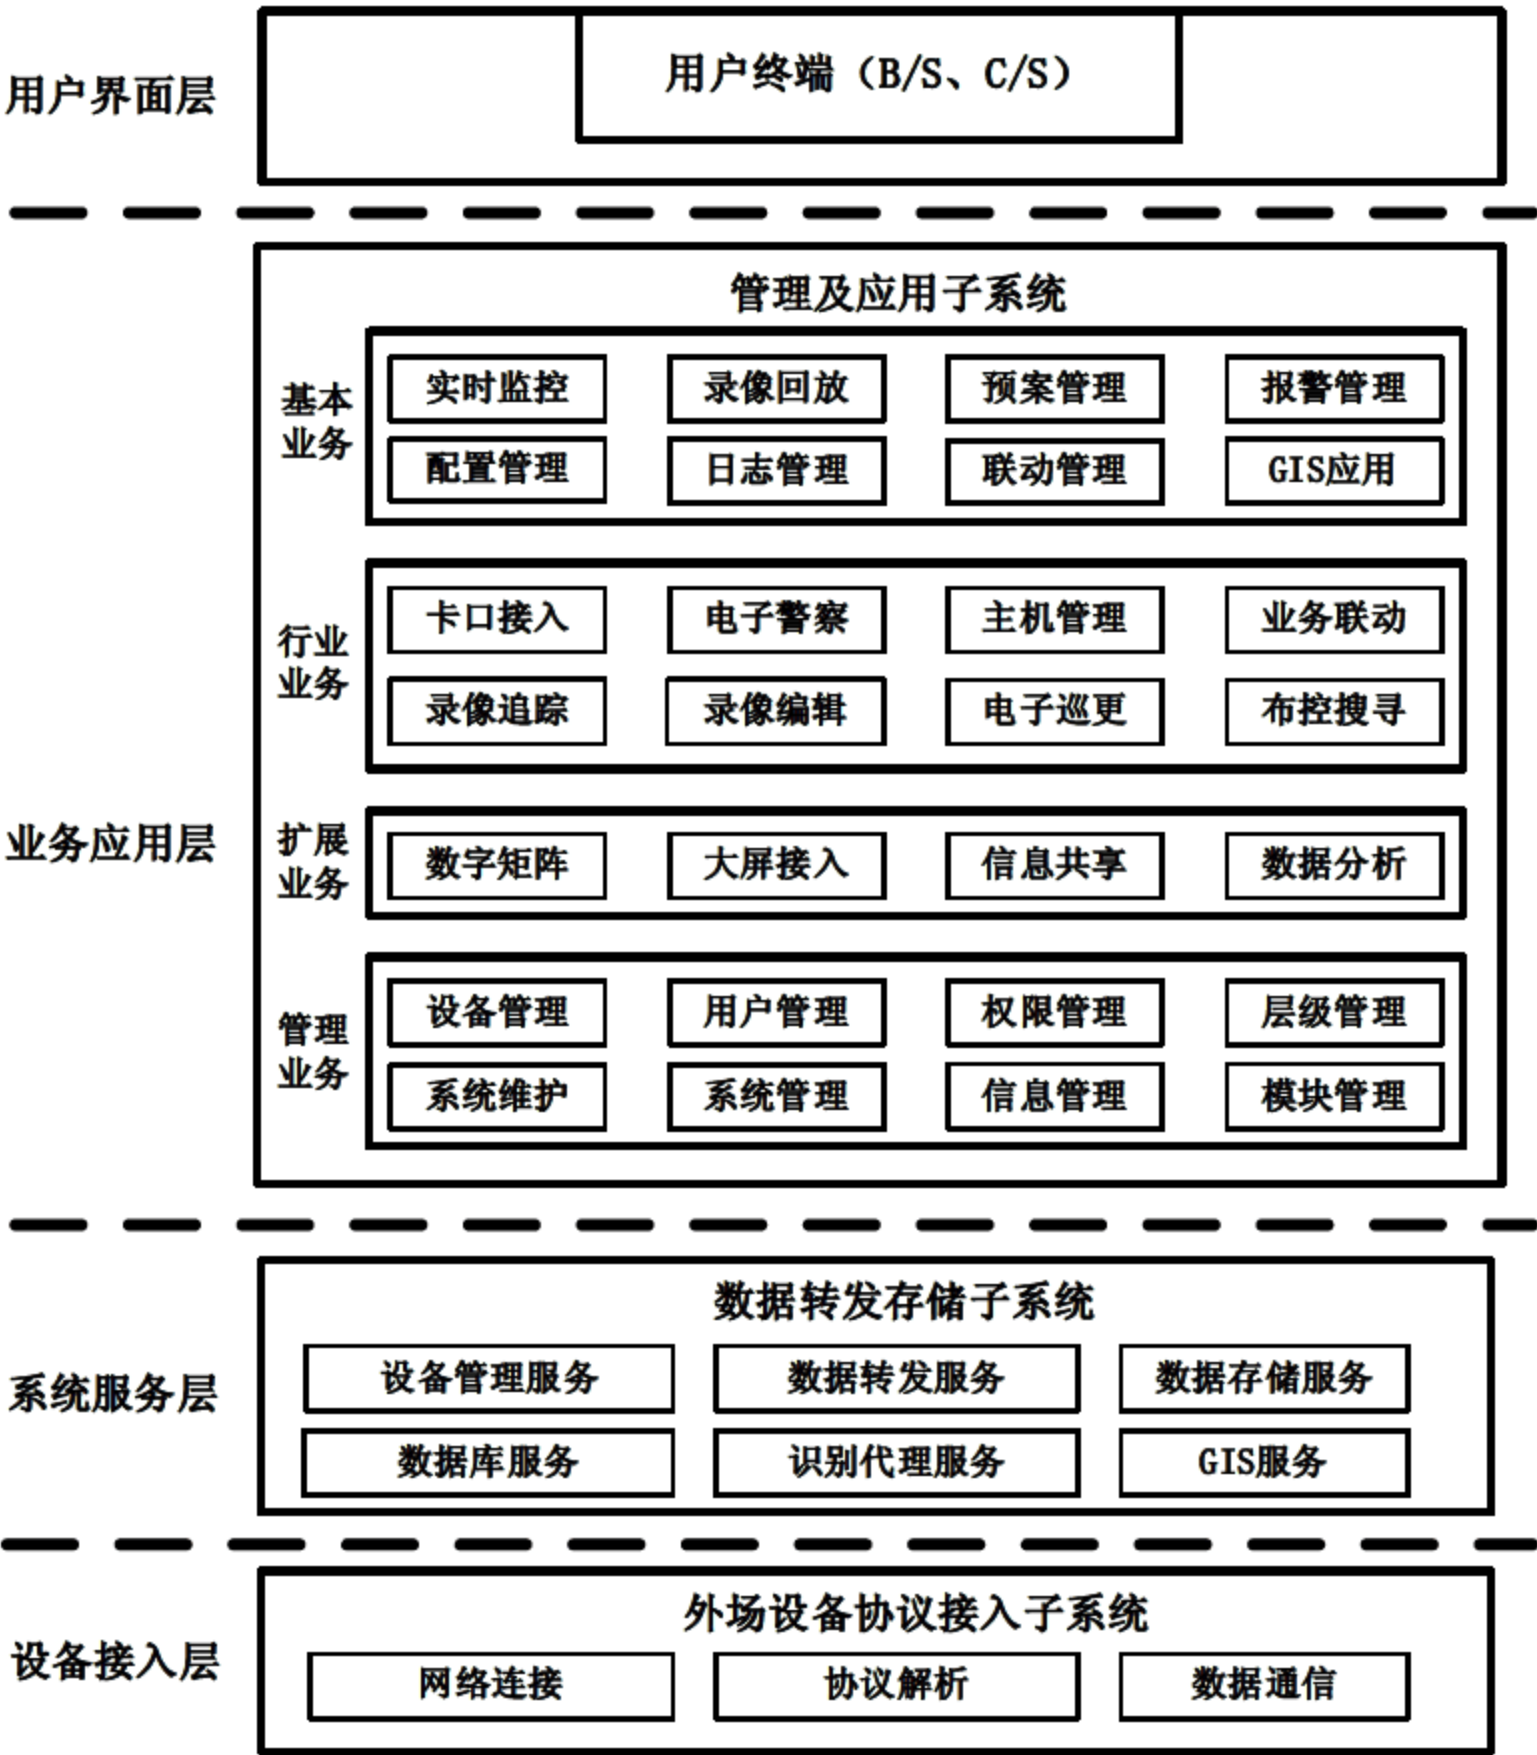 用户界面层
用户终端（B/S、C/S）
业务应用层
管理及应用子系统
基本
业务
实时监控
录像回放
预案管理
报警管理
配置管理
日志管理
联动管理
GIS应用
行业
业务
卡口接入
电子警察
主机管理
业务联动
录像追踪
录像编辑
电子巡更
布控搜寻
扩展
业务
数字矩阵
大屏接入
信息共享
数据分析
管理
业务
设备管理
用户管理
权限管理
层级管理
系统维护
系统管理
信息管理
模块管理
系统服务层
数据转发存储子系统
设备管理服务
数据转发服务
数据存储服务
数据库服务
识别代理服务
GIS服务
设备接入层
外场设备协议接入子系统
网络连接
协议解析
数据通信